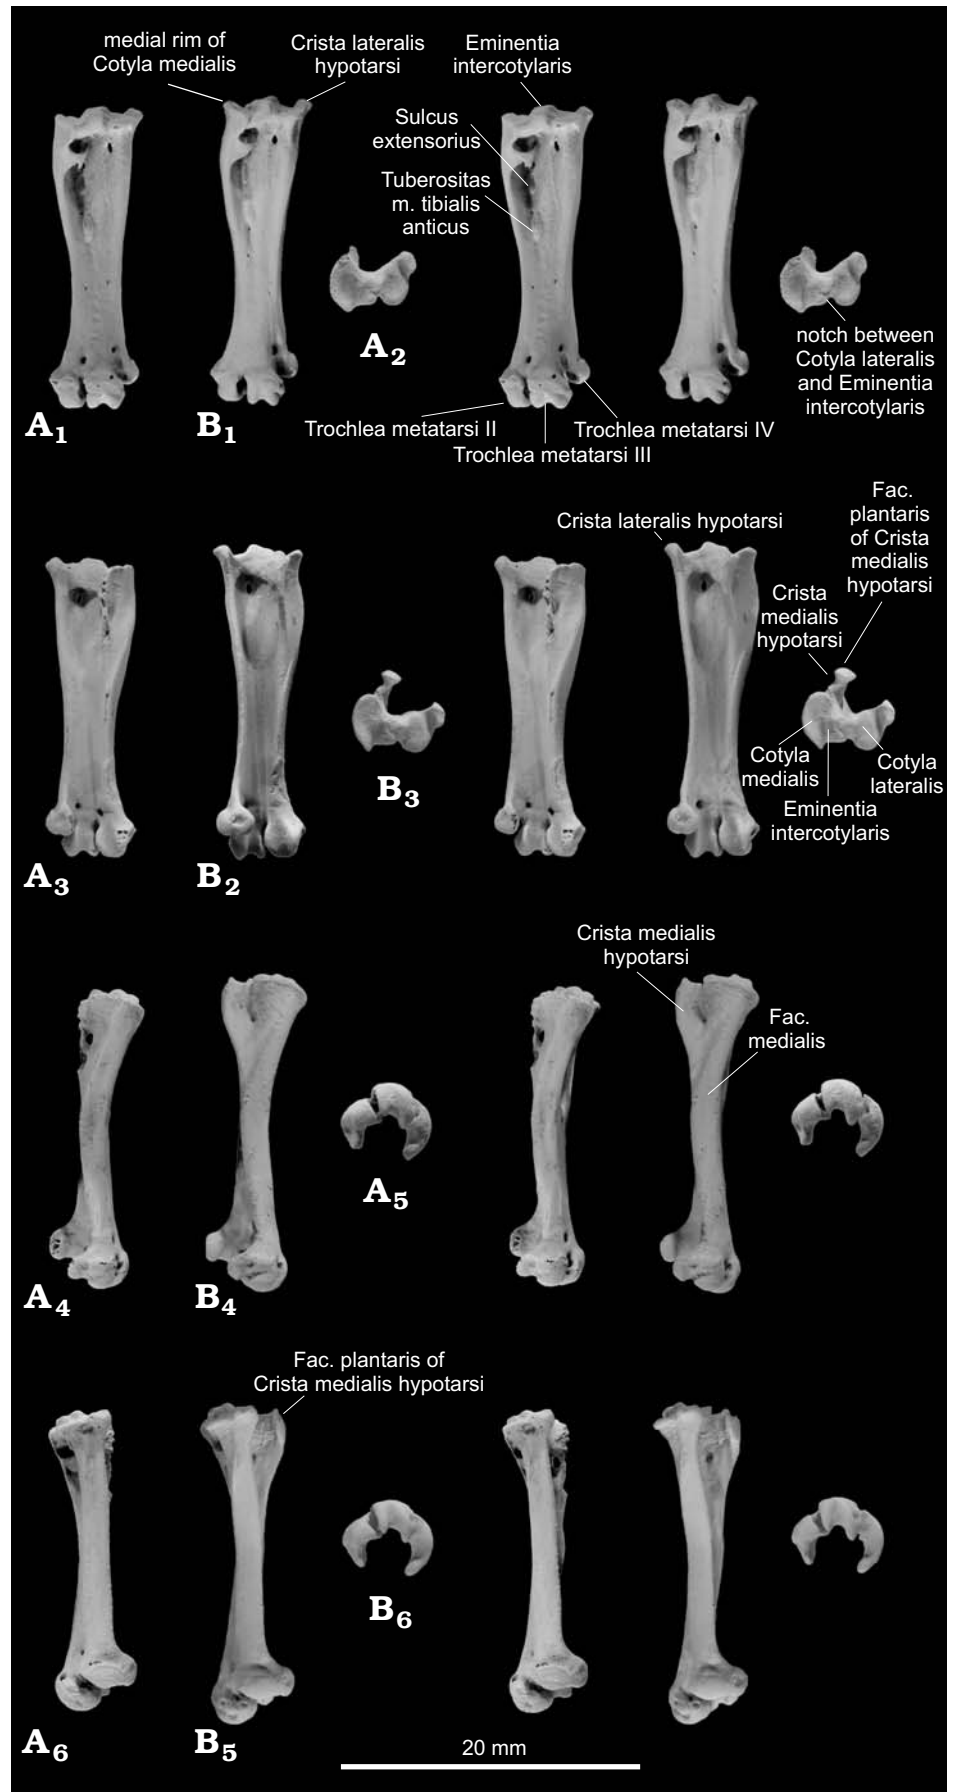 medial rim of
Cotyla medialis
Crista lateralis
hypotarsi
Eminentia
intercotylaris
Sulcus
extensorius
Tuberositas
m. tibialis
anticus
A2
notch between
Cotyla lateralis
and Eminentia
intercotylaris
A1
B1
Trochlea metatarsi II
Trochlea metatarsi III
Trochlea metatarsi IV
Crista lateralis hypotarsi
Fac.
plantaris
of Crista
medialis
hypotarsi
Crista
medialis
hypotarsi
B3
Cotyla
medialis
Cotyla
lateralis
Eminentia
intercotylaris
A3
B2
Crista medialis
hypotarsi
Fac.
medialis
A5
A4
B4
Fac. plantaris of
Crista medialis hypotarsi
B6
A6
B5
20 mm